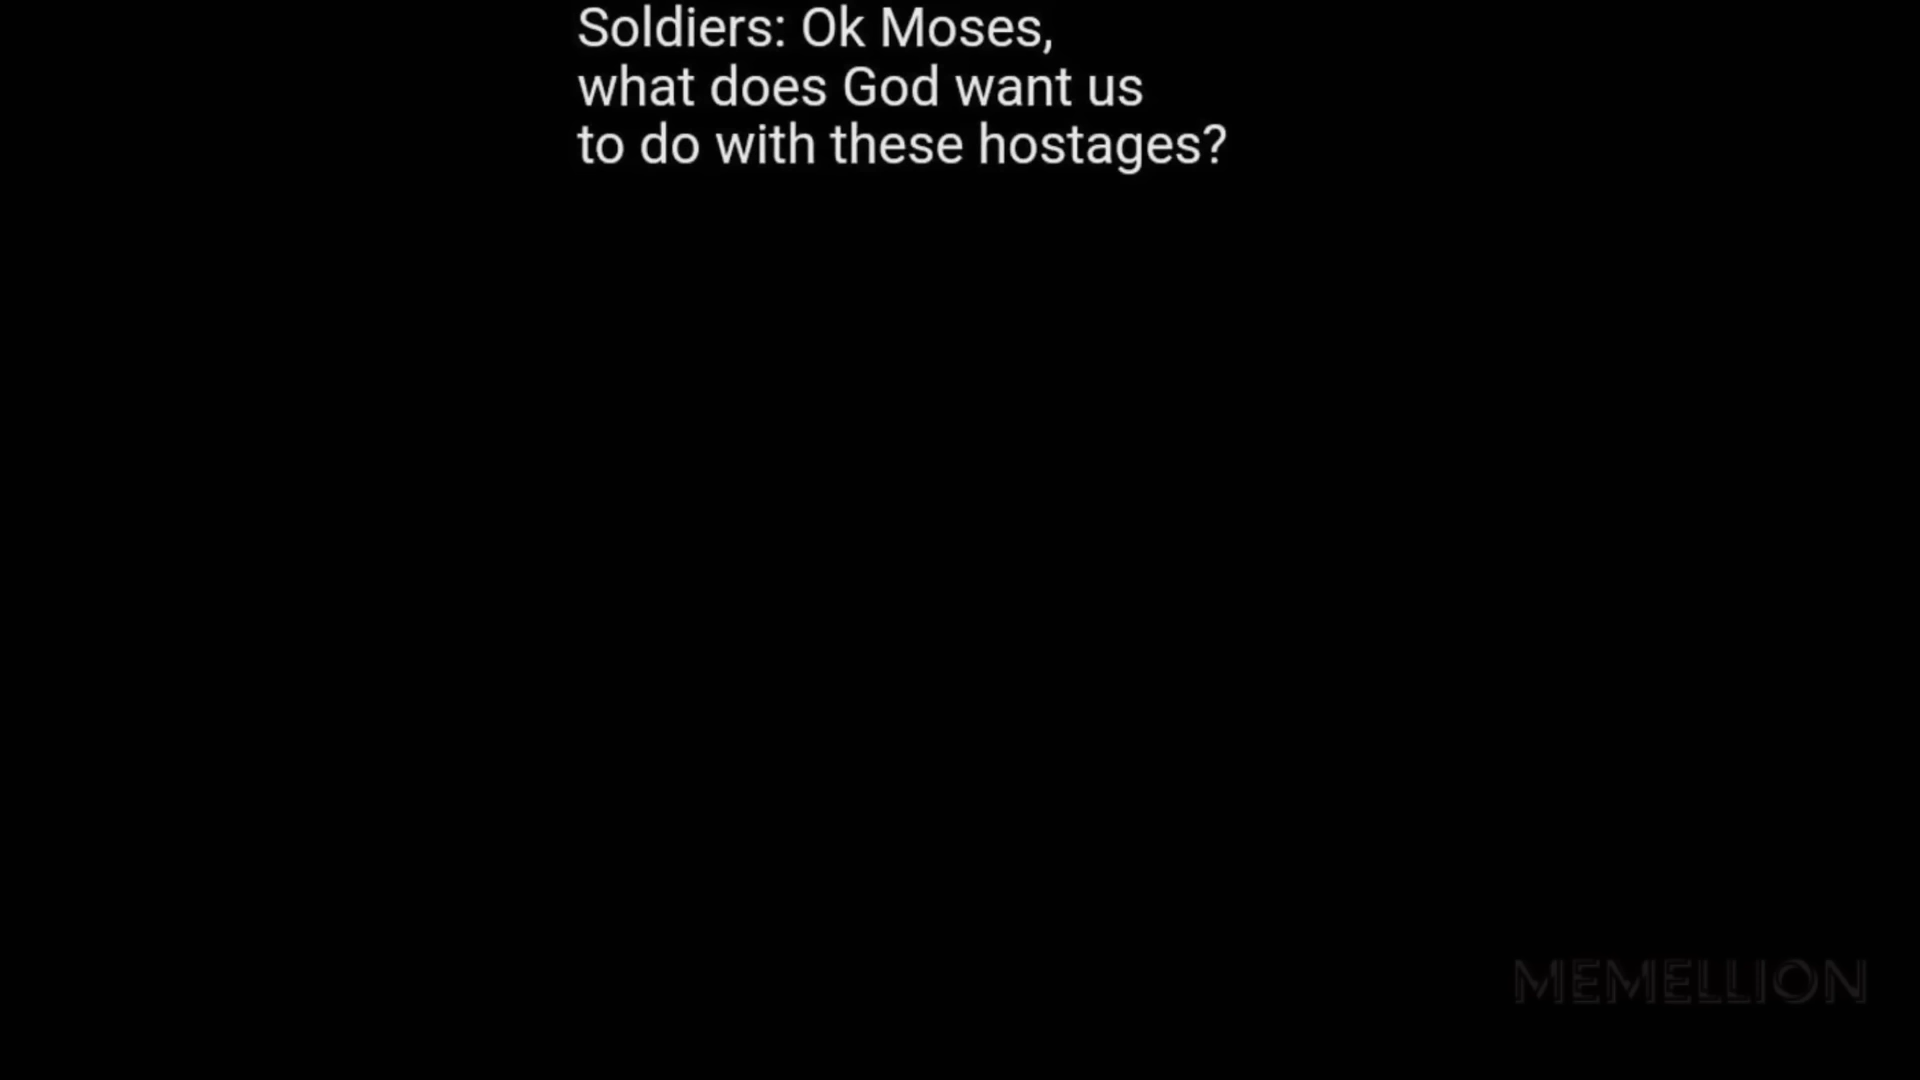 Soldiers: Ok Moses,
what does God want us
to do with these hostages?
MEMELLION